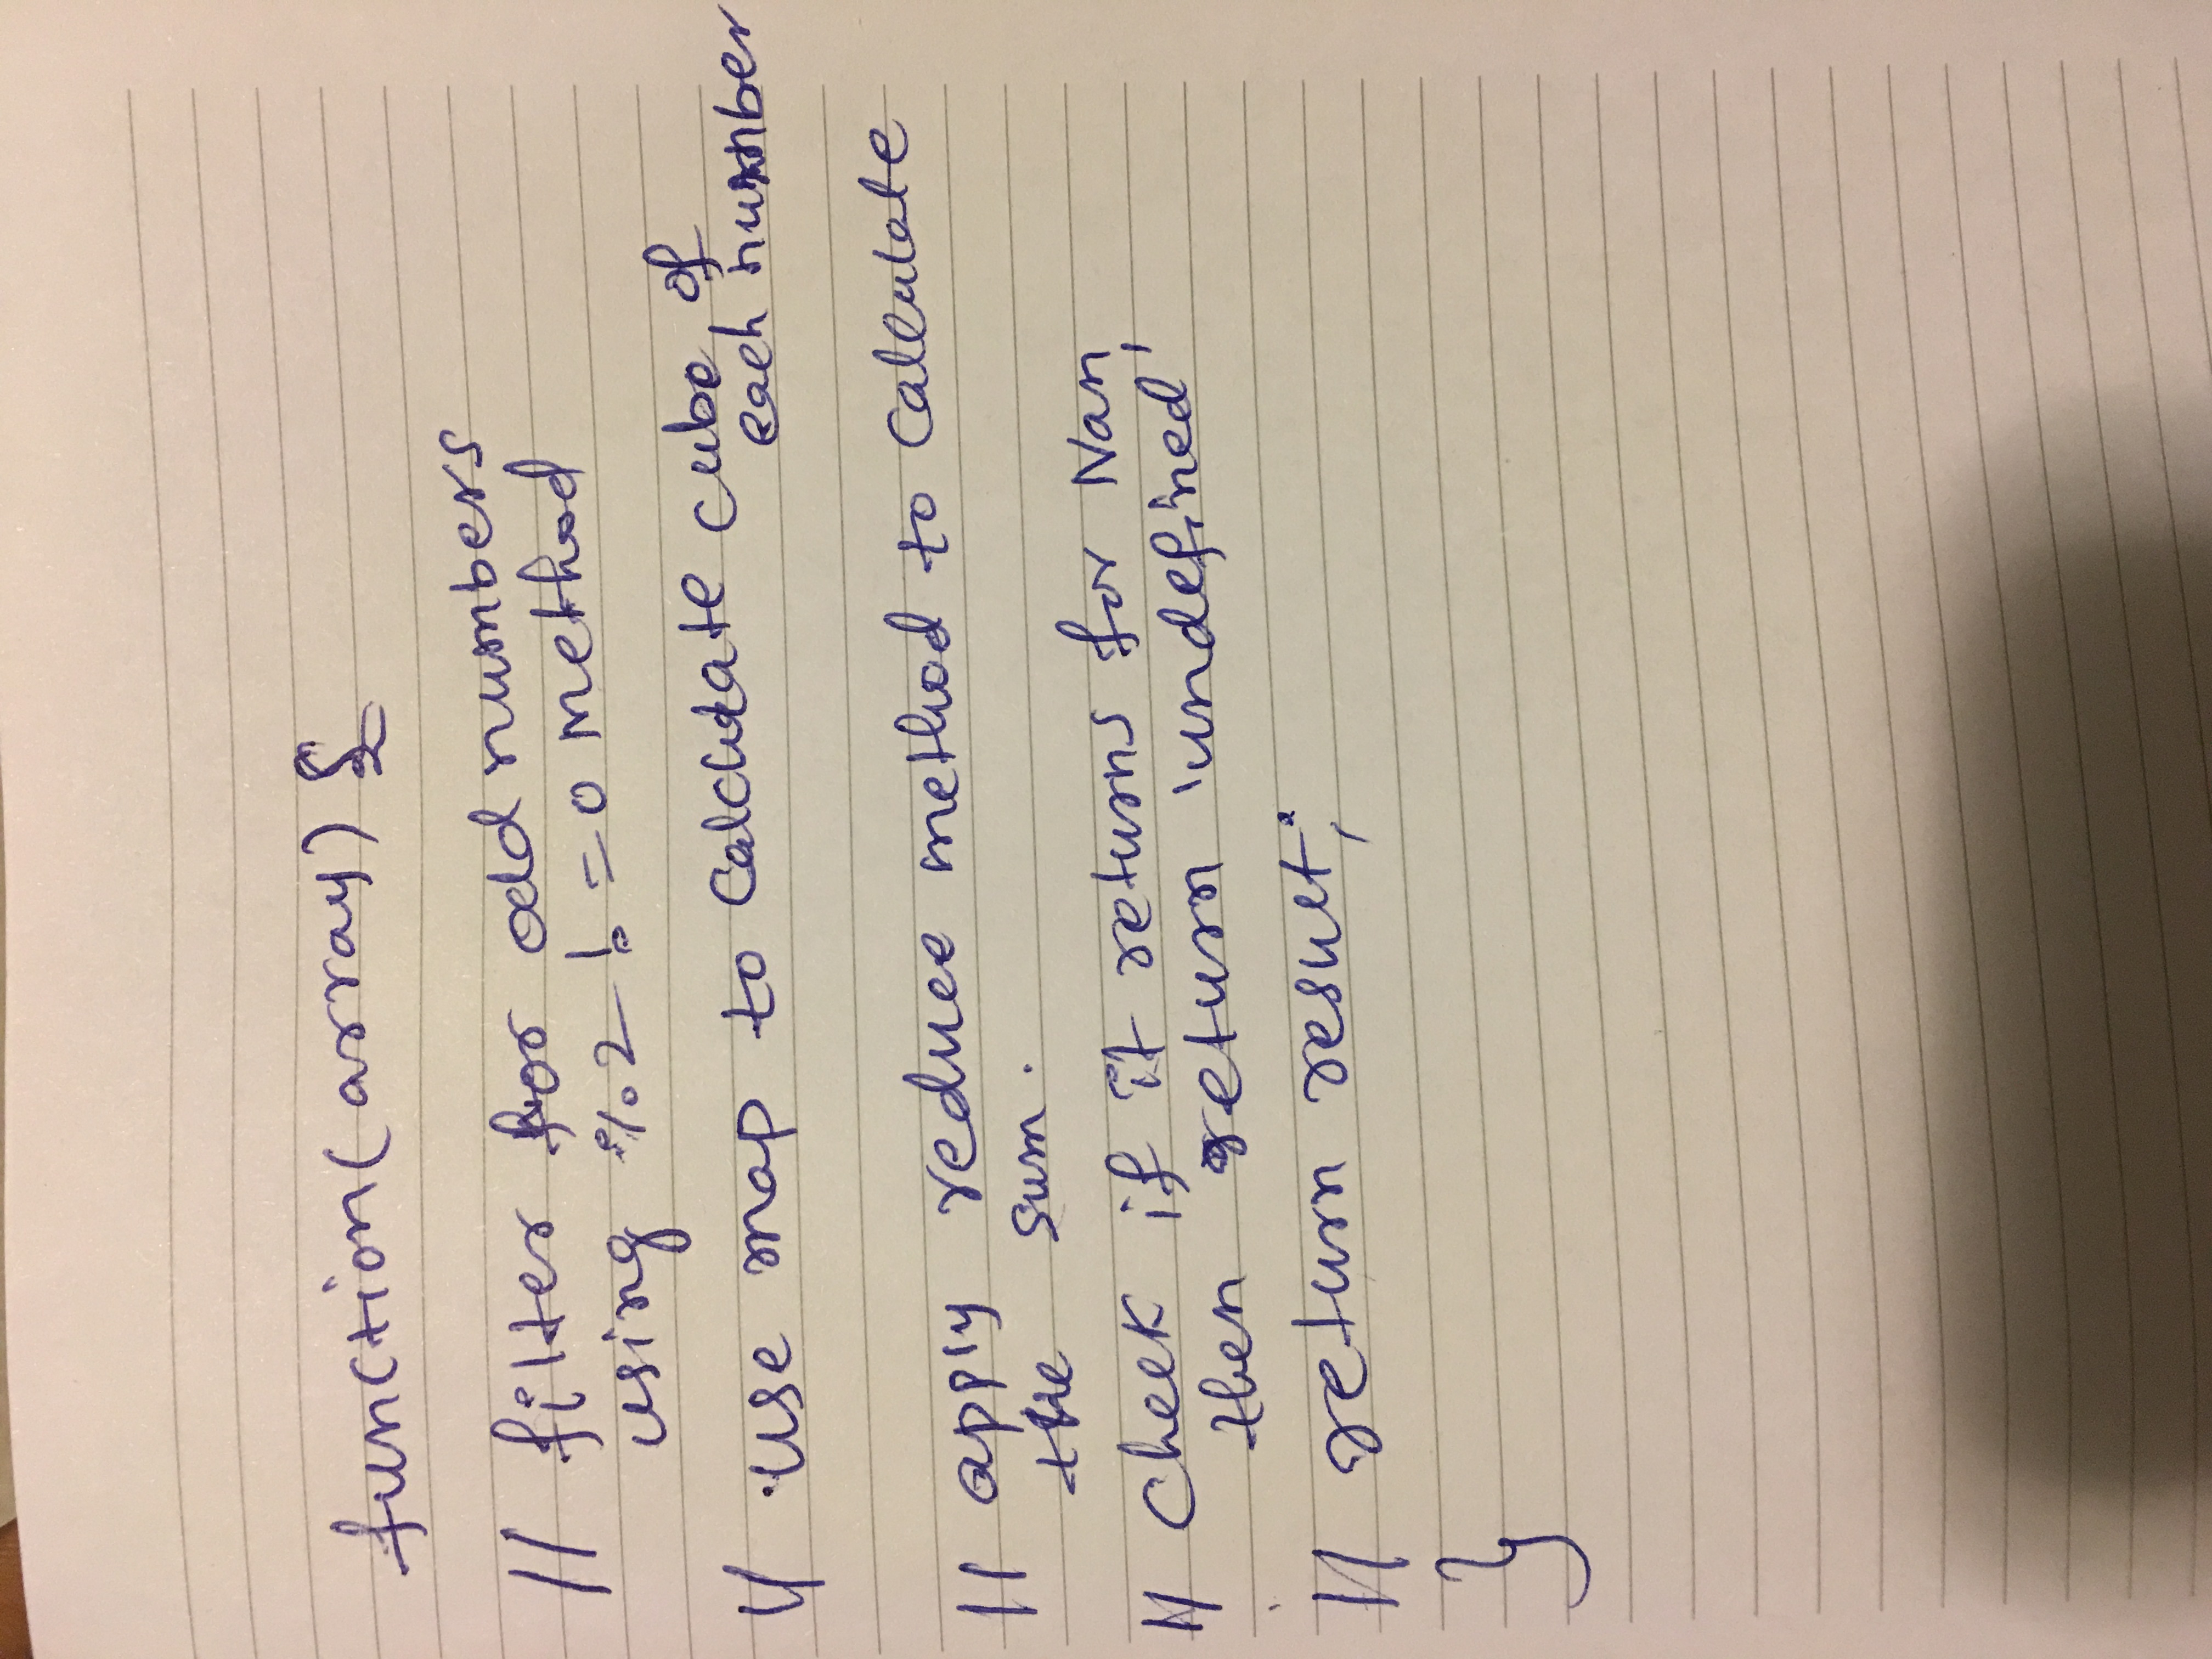 function(array) {
// filter for odd numbers
using % 2 ! = 0 method
// use map to Calculate cube of
each number
// apply reduce method to Calculate
the sum.
// Check if it returns for Nan,
then return 'undefined'
// return result;
}